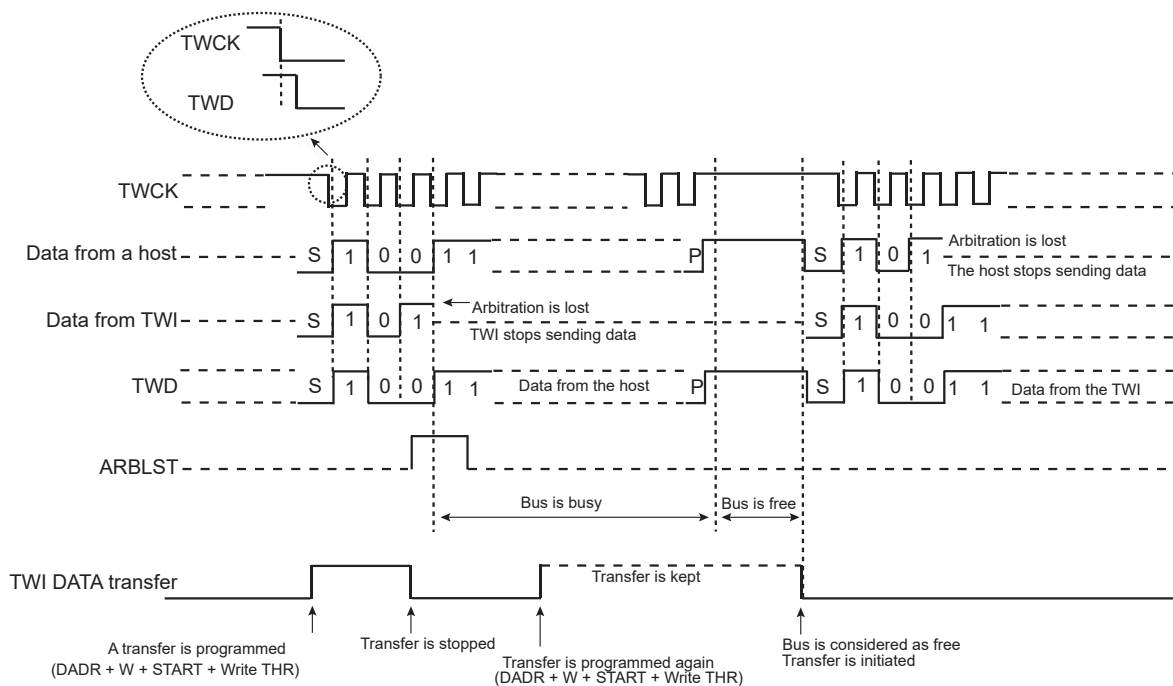 TWCK
TWD
TWCK
Data from a host
S 1 0 0 1 1
P
S 1 0 1
Arbitration is lost
The host stops sending data
Data from TWI
S 1 0 1
Arbitration is lost
TWI stops sending data
S 1 0 0 1 1
TWD
S 1 0 0 1 1
Data from the host
P
S 1 0 0 1 1
Data from the TWI
ARBLST
Bus is busy
Bus is free
TWI DATA transfer
Transfer is kept
A transfer is programmed
(DADR + W + START + Write THR)
Transfer is stopped
Transfer is programmed again
(DADR + W + START + Write THR)
Bus is considered as free
Transfer is initiated